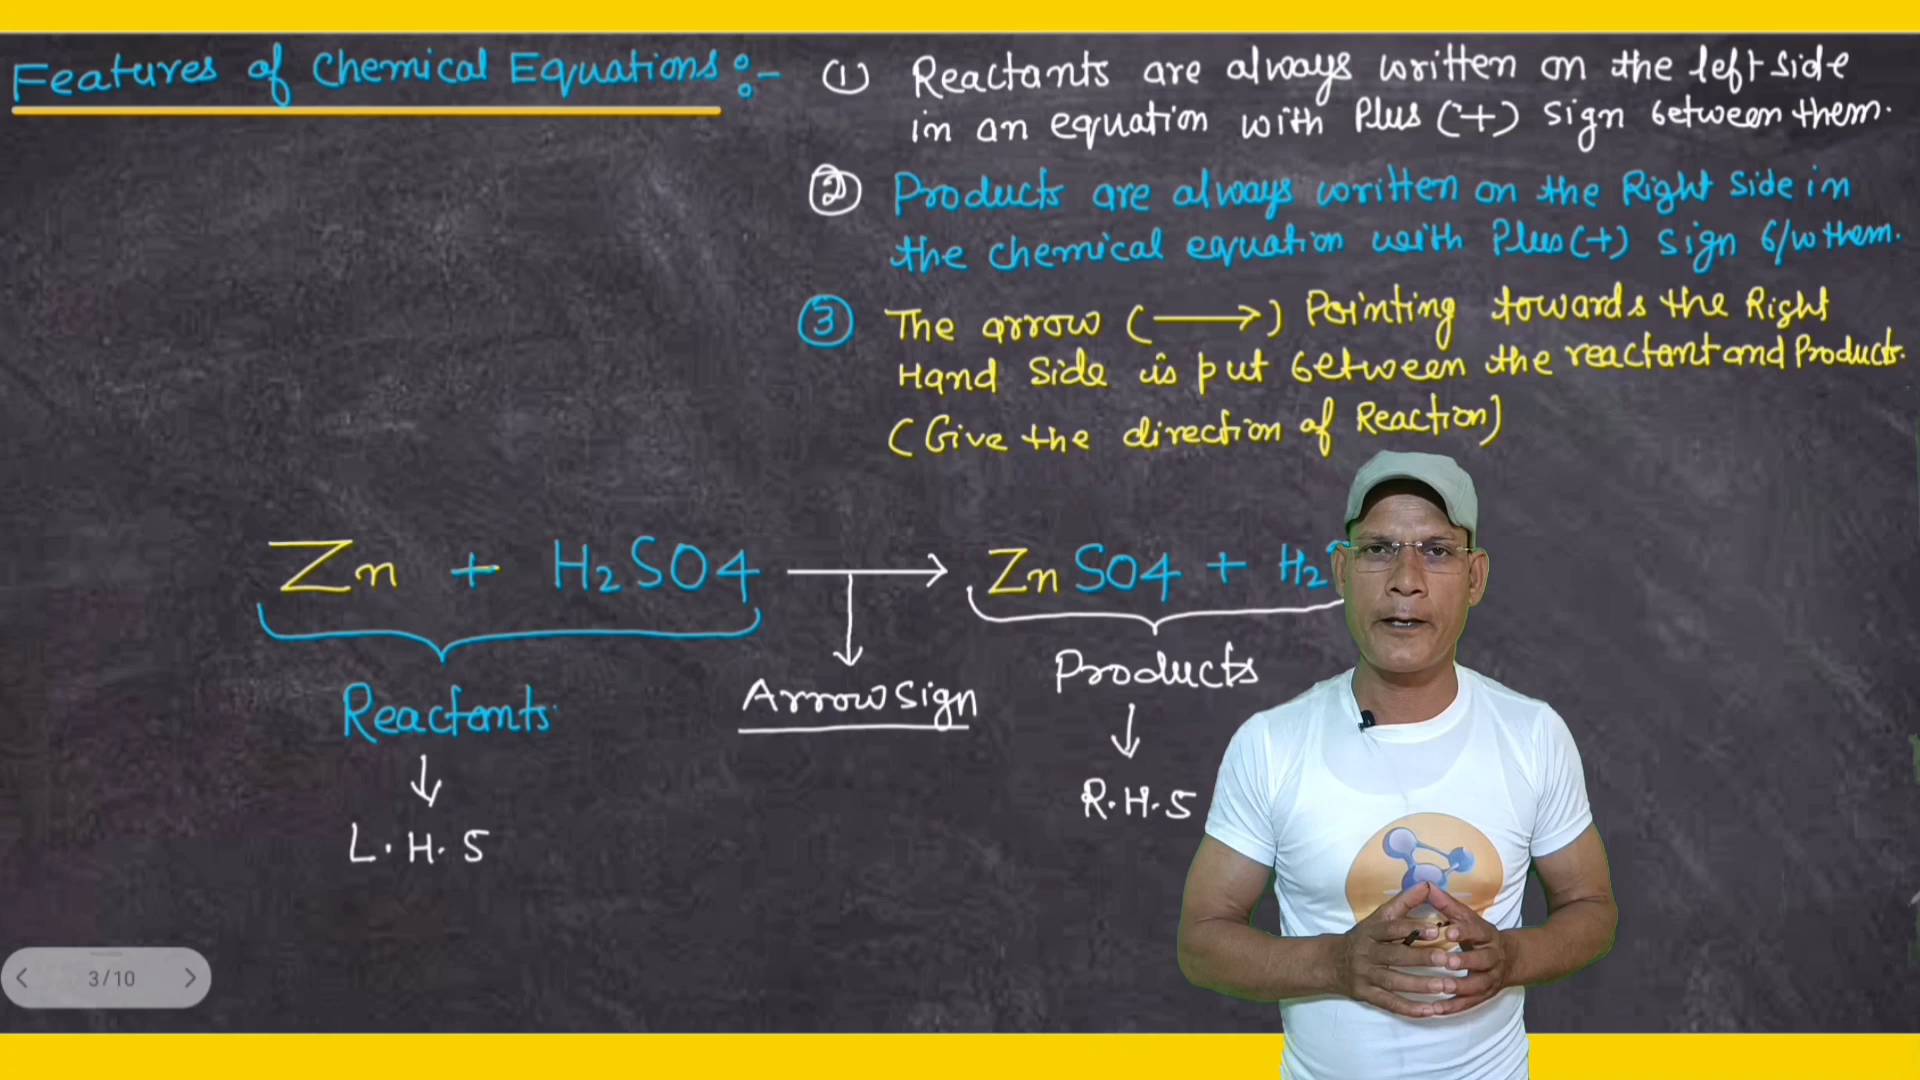 Features of Chemical Equations :-
(1) Reactants are always written on the left side
in an equation with Plus (+) Sign between them.
(2) Products are always written on the Right Side in
the chemical equation with Plus (+) Sign b/w them.
(3) The arrow (⟶) Pointing towards the Right
Hand Side is put between the reactant and Products.
(Give the direction of Reaction)
Zn + H2SO4 ⟶ ZnSO4 + H2
Reactants
Arrow Sign
Products
L.H.S
R.H.S
3/10